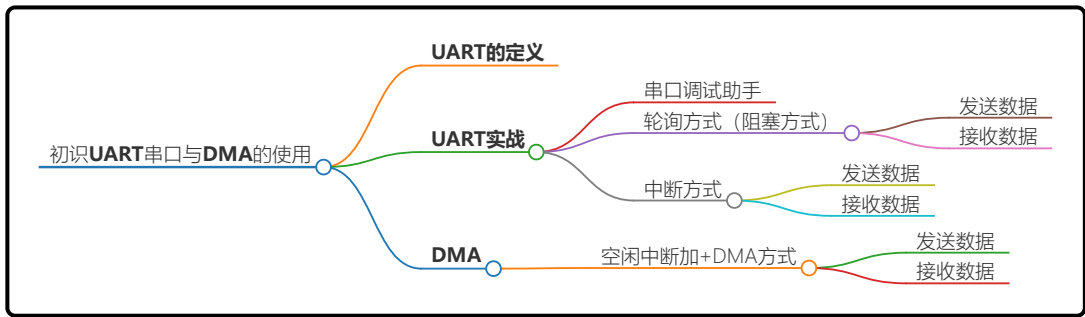 初识UART串口与DMA的使用
UART的定义
UART实战
串口调试助手
轮询方式（阻塞方式）
发送数据
接收数据
中断方式
发送数据
接收数据
DMA
空闲中断加+DMA方式
发送数据
接收数据